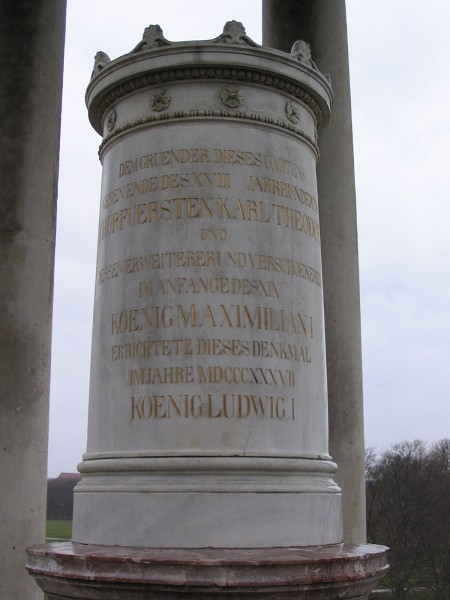 DEM GRUENDER DIESES GARTENS
ENDE DES XVIII JAHRHUNDERTS
KURFUERSTEN KARL THEODOR
UND
DESSEN ERWEITERER UND VERSCHOENERER
IM ANFANGE DES XIX
KOENIG MAXIMILIAN I
ERRICHTETE DIESES DENKMAL
IM JAHRE MDCCCXXXVII
KOENIG LUDWIG I